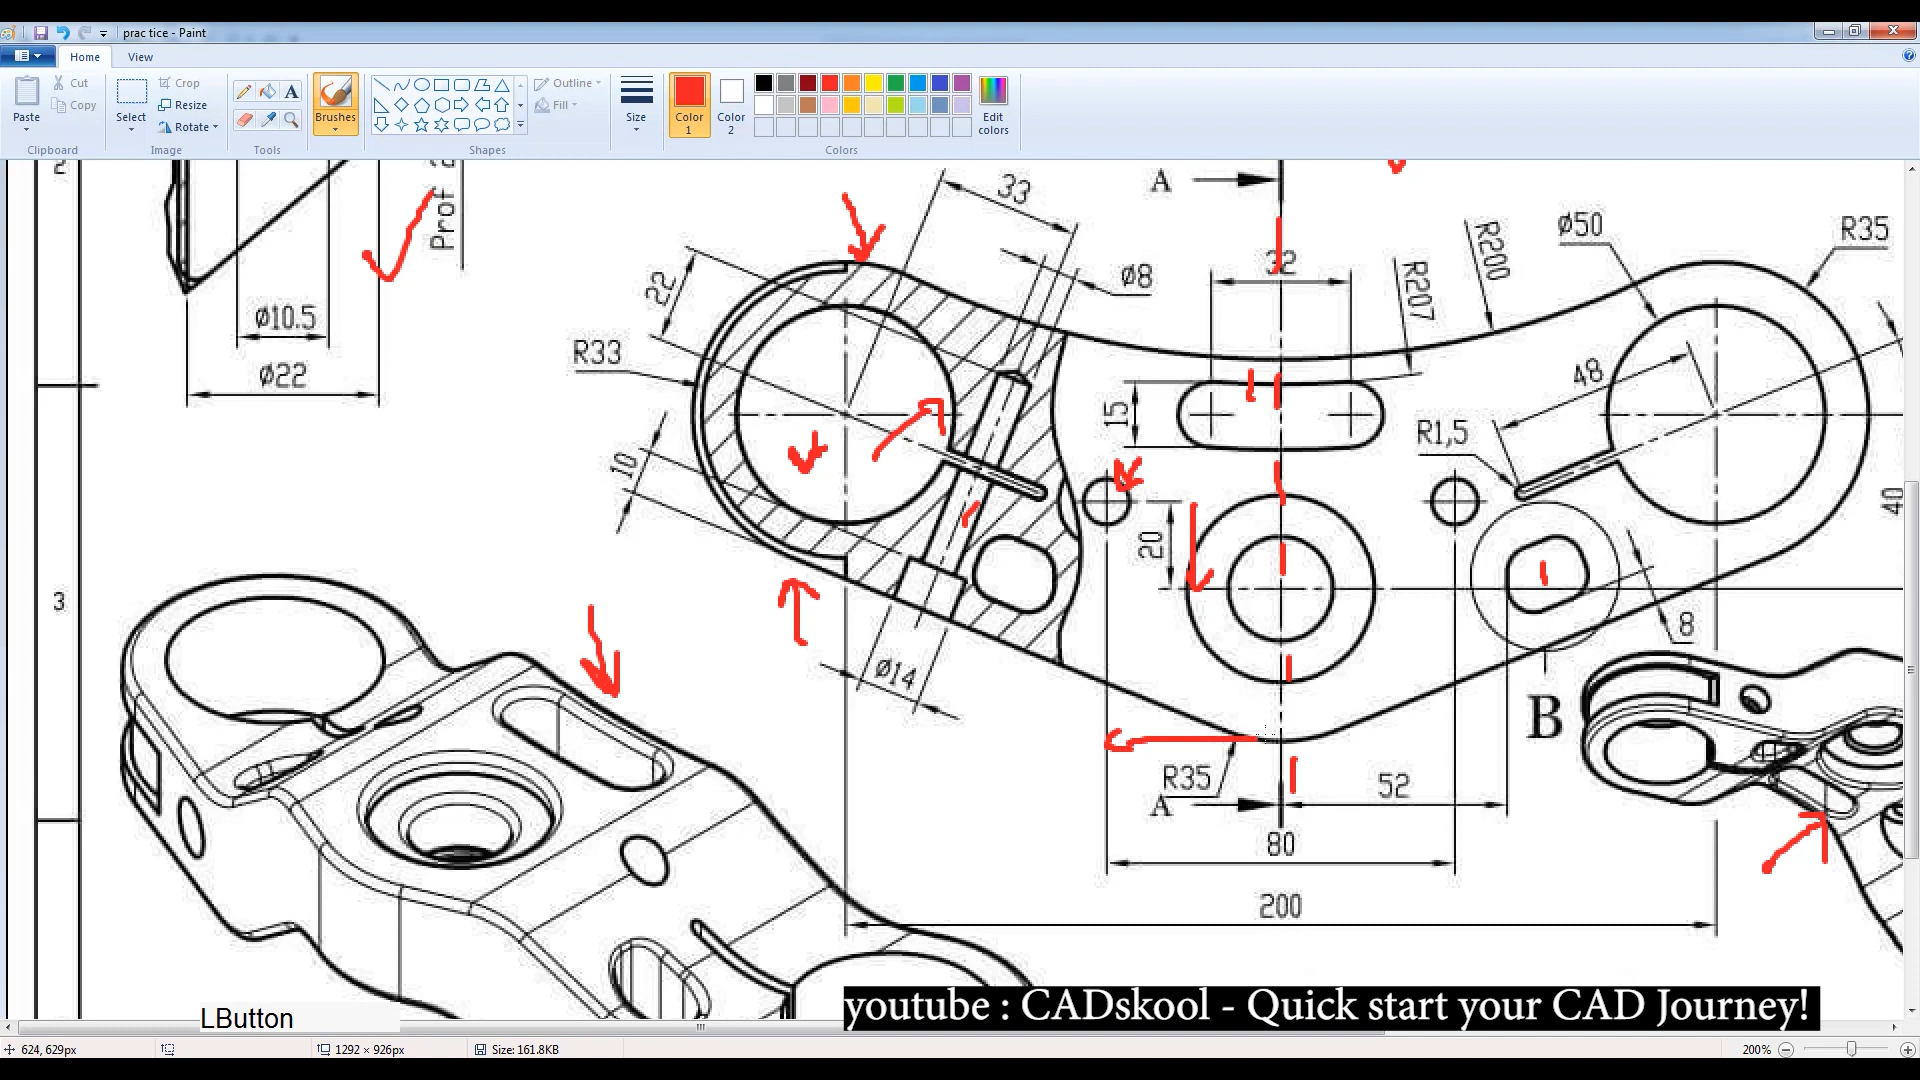 prac tice - Paint
Home
View
Paste
Cut
Copy
Clipboard
Select
Crop
Resize
Rotate
Image
Tools
Brushes
Shapes
Outline
Fill
Size
Color 1
Color 2
Edit colors
Colors
2
Prof
Ø10.5
Ø22
3
33
22
Ø8
R33
10
Ø14
A
32
15
20
R207
R200
Ø50
R35
48
R1,5
40
8
B
R35
A
52
80
200
youtube : CADskool - Quick start your CAD Journey!
LButton
624, 629px
1292 × 926px
Size: 161.8KB
200%